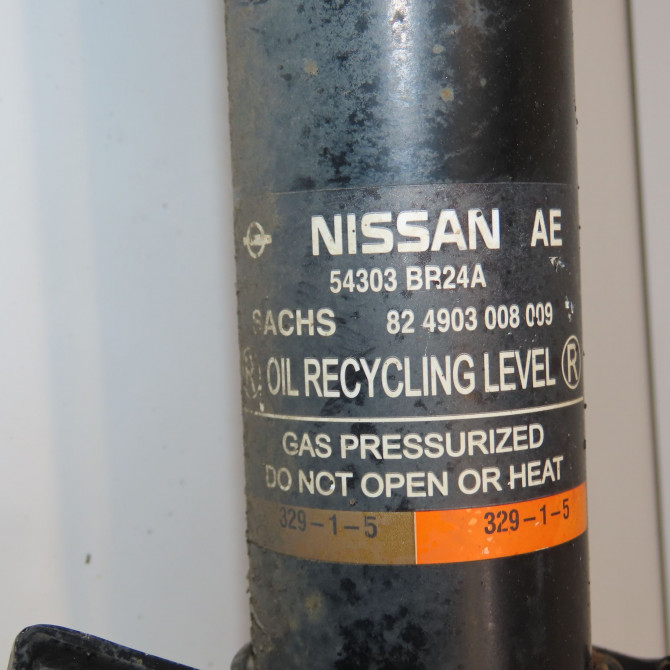 NISSAN AE
54303 BR24A
SACHS 82 4903 008 009
Ⓡ OIL RECYCLING LEVEL Ⓡ
GAS PRESSURIZED
DO NOT OPEN OR HEAT
329-1-5 329-1-5